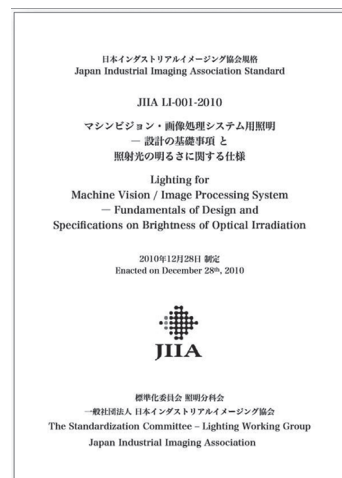 日本インダストリアルイメージング協会規格
Japan Industrial Imaging Association Standard
JIIA LI-001-2010
マシンビジョン・画像処理システム用照明
— 設計の基礎事項 と
照射光の明るさに関する仕様
Lighting for
Machine Vision / Image Processing System
— Fundamentals of Design and
Specifications on Brightness of Optical Irradiation
2010年12月28日 制定
Enacted on December 28th, 2010
JIIA
標準化委員会 照明分科会
一般社団法人 日本インダストリアルイメージング協会
The Standardization Committee – Lighting Working Group
Japan Industrial Imaging Association